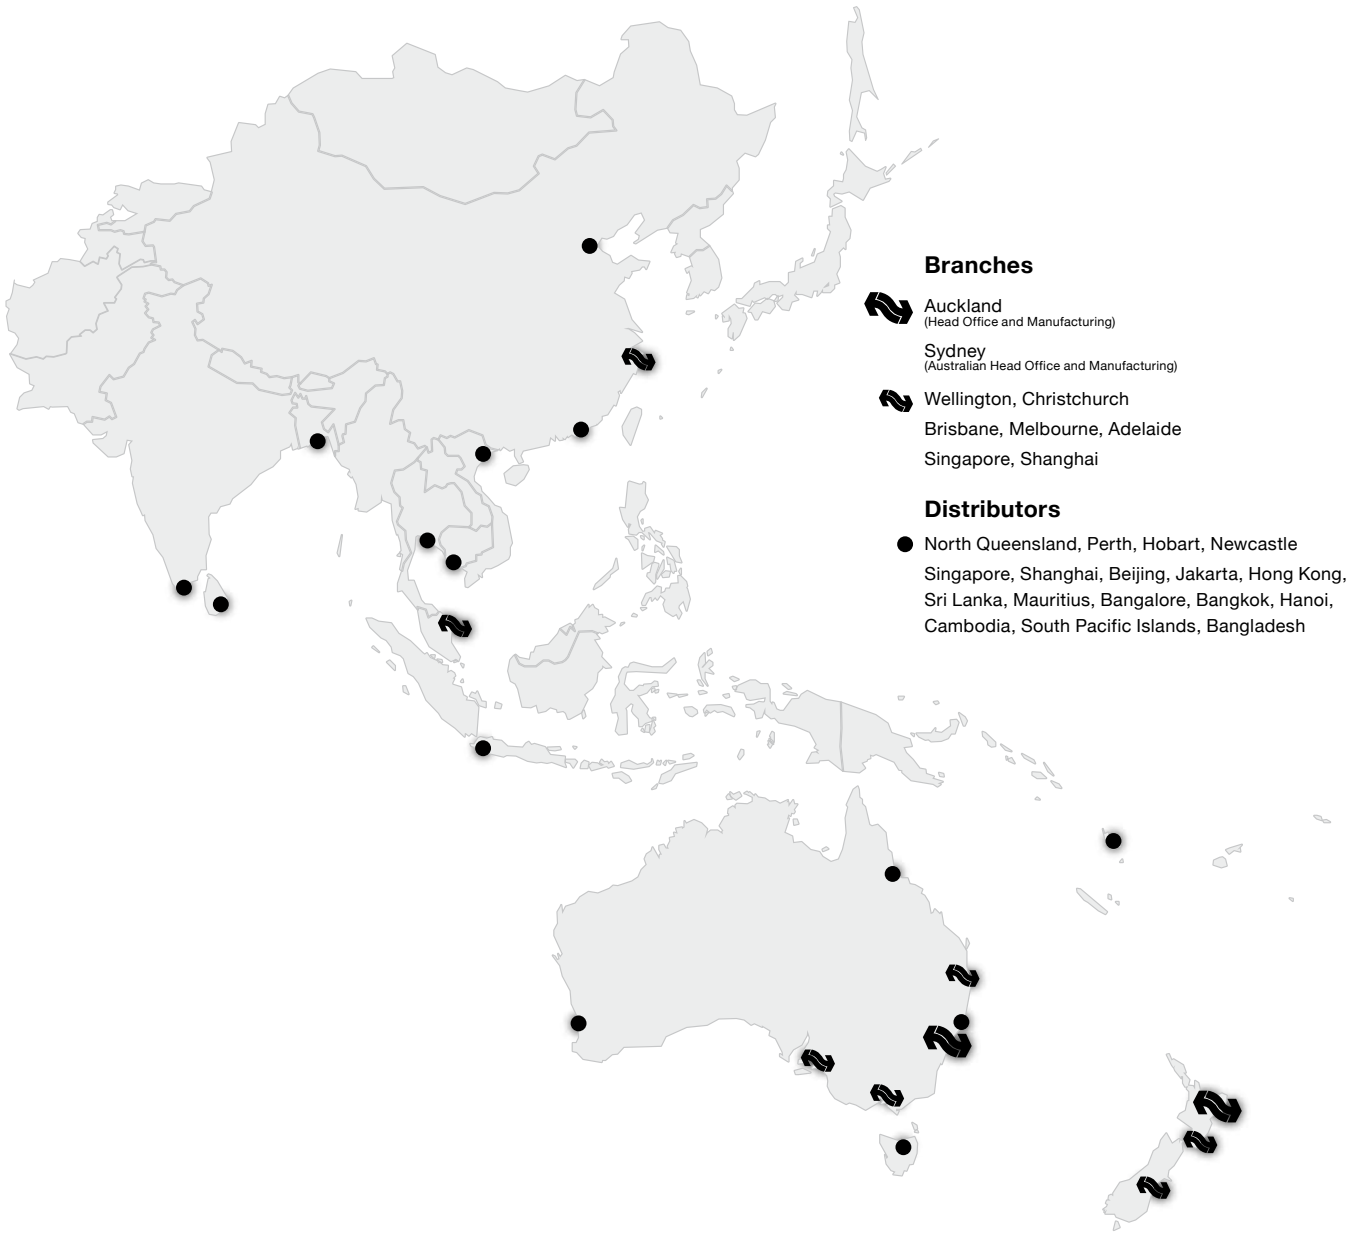 Branches
Auckland
(Head Office and Manufacturing)
Sydney
(Australian Head Office and Manufacturing)
Wellington, Christchurch
Brisbane, Melbourne, Adelaide
Singapore, Shanghai
Distributors
North Queensland, Perth, Hobart, Newcastle
Singapore, Shanghai, Beijing, Jakarta, Hong Kong,
Sri Lanka, Mauritius, Bangalore, Bangkok, Hanoi,
Cambodia, South Pacific Islands, Bangladesh